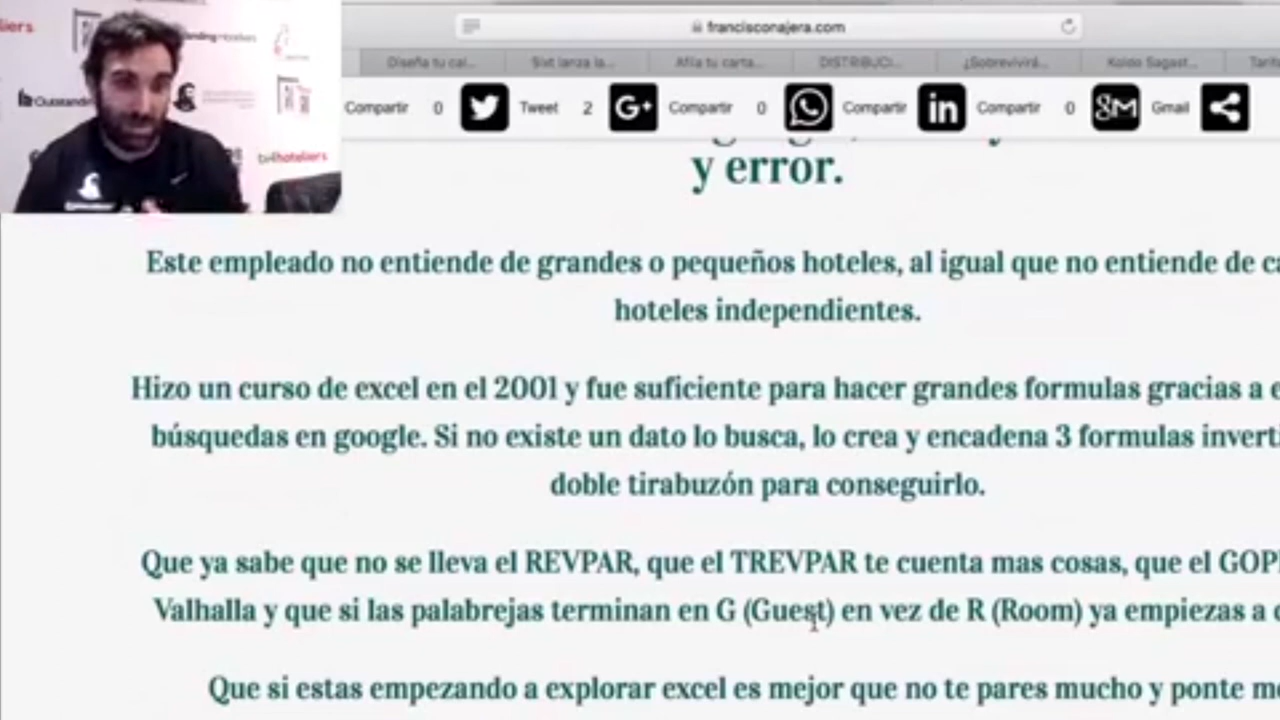 francisconajera.com
Diseña tu cal...
Sixt lanza la...
Afila tu carta...
DISTRIBUCI...
¿Sobrevivirá...
Koldo Sagast...
Compartir 0 Tweet 2 G+ Compartir 0 Compartir in Compartir 0 gM Gmail
tv4hoteliers
y error.
Este empleado no entiende de grandes o pequeños hoteles, al igual que no entiende de ca
hoteles independientes.
Hizo un curso de excel en el 2001 y fue suficiente para hacer grandes formulas gracias a e
búsquedas en google. Si no existe un dato lo busca, lo crea y encadena 3 formulas inverti
doble tirabuzón para conseguirlo.
Que ya sabe que no se lleva el REVPAR, que el TREVPAR te cuenta mas cosas, que el GOP
Valhalla y que si las palabrejas terminan en G (Guest) en vez de R (Room) ya empiezas a
Que si estas empezando a explorar excel es mejor que no te pares mucho y ponte m